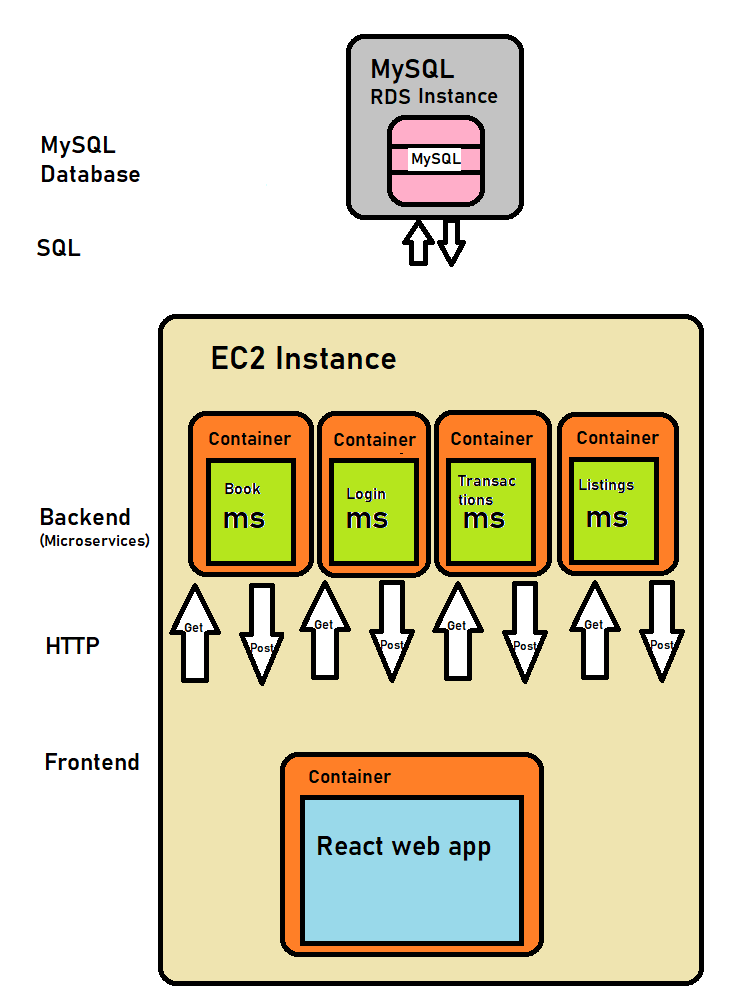 MySQL
RDS Instance
MySQL
MySQL
Database
SQL
EC2 Instance
Container
Container
Container
Container
Book
ms
Login
ms
Transac
tions
ms
Listings
ms
Backend
(Microservices)
Get
Post
Get
Post
Get
Post
Get
Post
HTTP
Frontend
Container
React web app